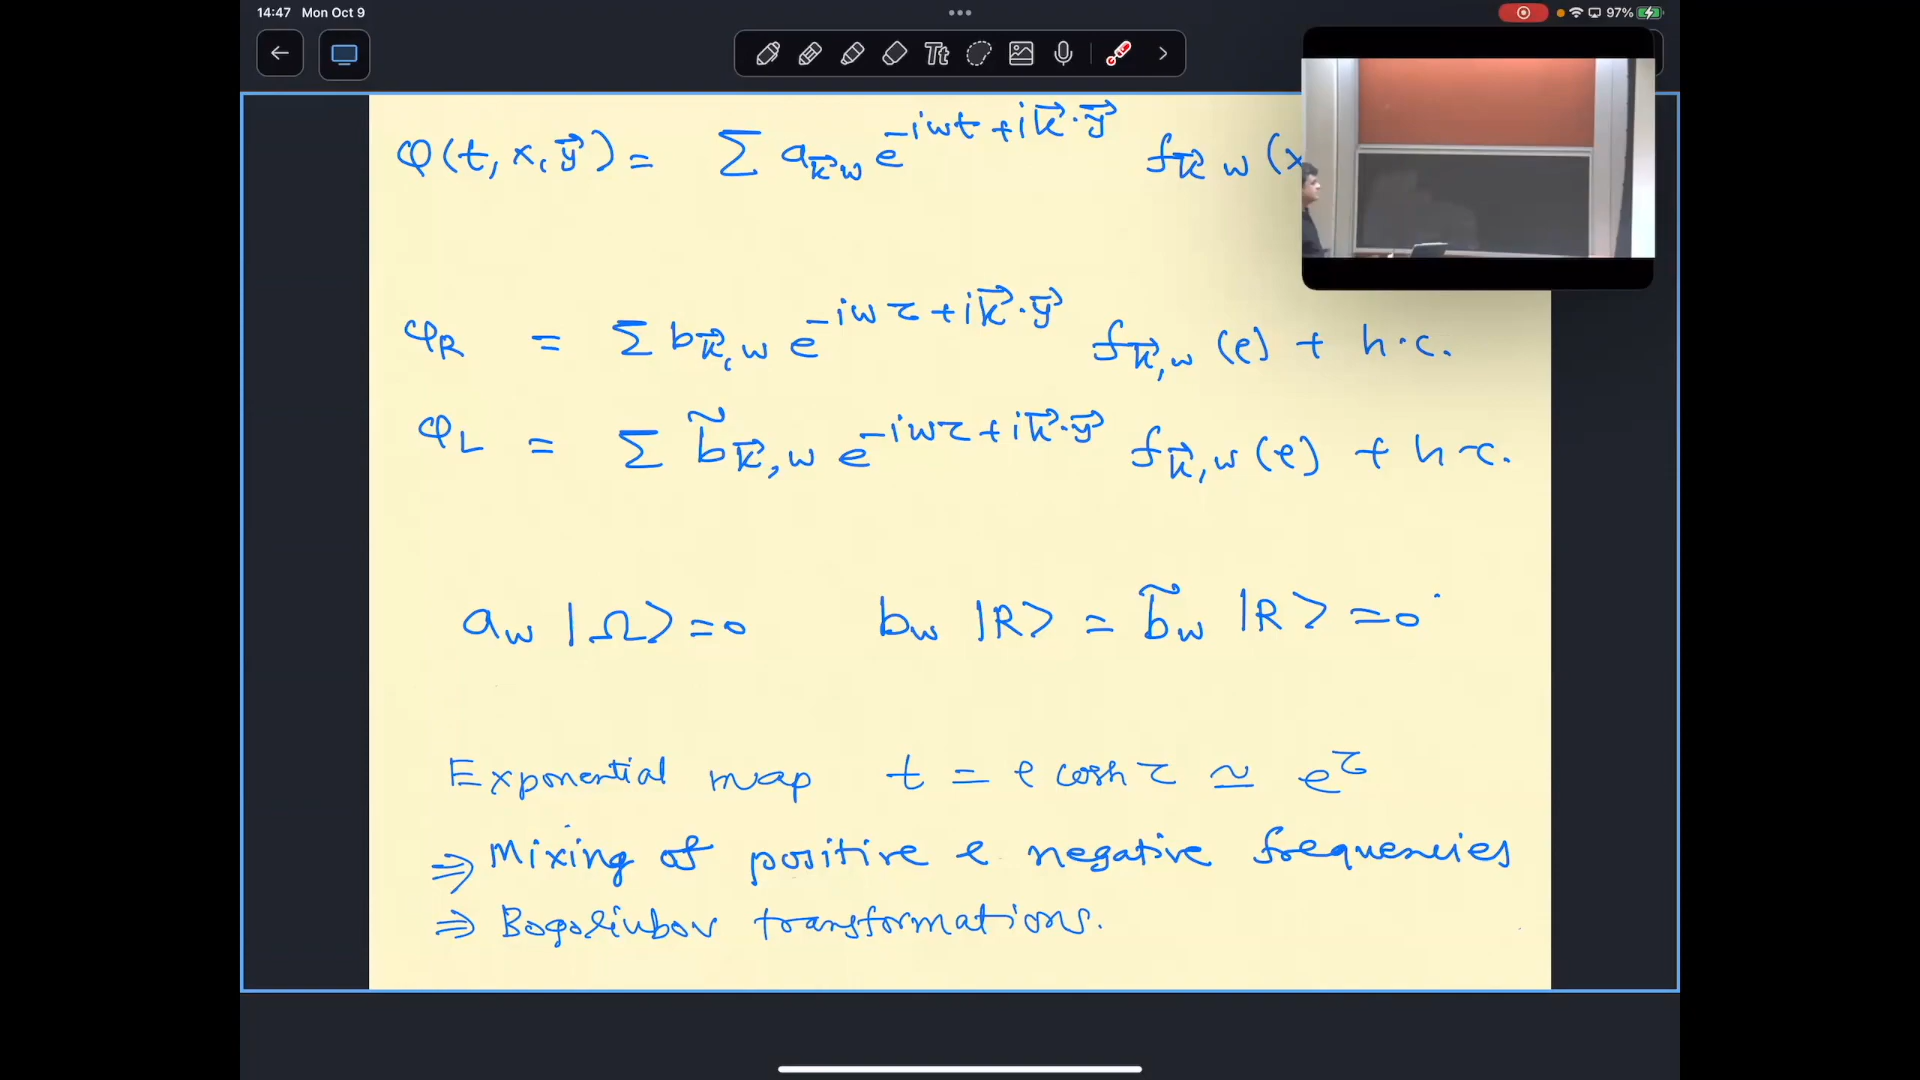 14:47 Mon Oct 9
97%
Tt
φ(t, x, y⃗) = Σ a_{k⃗ω} e^{-iωt + ik⃗·y⃗} f_{k⃗ω}(x
φ_R = Σ b_{k⃗,ω} e^{-iωτ + ik⃗·y⃗} f_{k⃗,ω}(ρ) + h.c.
φ_L = Σ b̃_{k⃗,ω} e^{-iωτ + ik⃗·y⃗} f_{k⃗,ω}(ρ) + h.c.
a_ω |Ω⟩ = 0 b_ω |R⟩ = b̃_ω |R⟩ = 0
Exponential map t = ρ cosh τ ≃ e^τ
⇒ Mixing of positive & negative frequencies
⇒ Bogoliubov transformations.